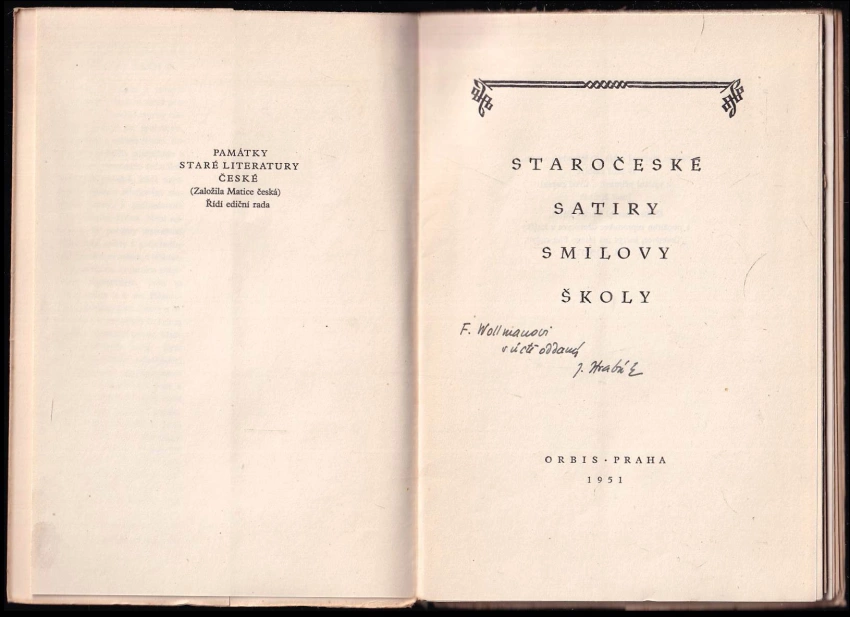 PAMÁTKY
STARÉ LITERATURY
ČESKÉ
(Založila Matice česká)
Řídí ediční rada
STAROČESKÉ
SATIRY
SMILOVY
ŠKOLY
F. Wollmanovi
v úctě oddaný
J. Hrabák
ORBIS · PRAHA
1951